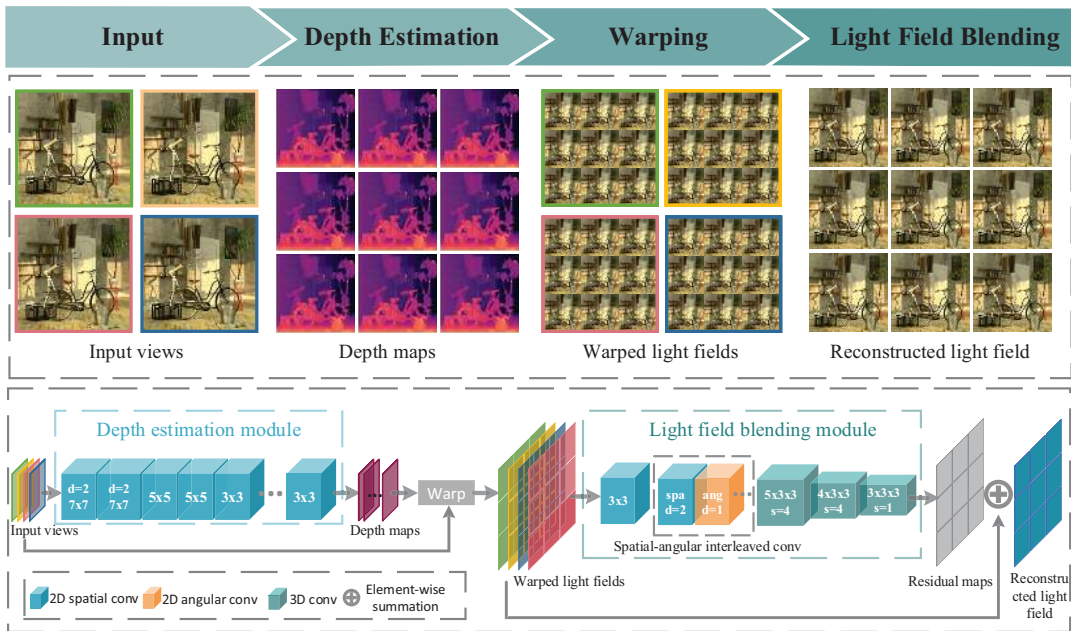 Input
Depth Estimation
Warping
Light Field Blending
Input views
Depth maps
Warped light fields
Reconstructed light field
Depth estimation module
Light field blending module
d=2
7x7
d=2
7x7
5x5
5x5
3x3
3x3
Warp
3x3
spa
d=2
ang
d=1
5x3x3
s=4
4x3x3
s=4
3x3x3
s=1
Input views
Depth maps
Spatial-angular interleaved conv
Warped light fields
Residual maps
Reconstru
cted light
field
2D spatial conv
2D angular conv
3D conv
Element-wise
summation